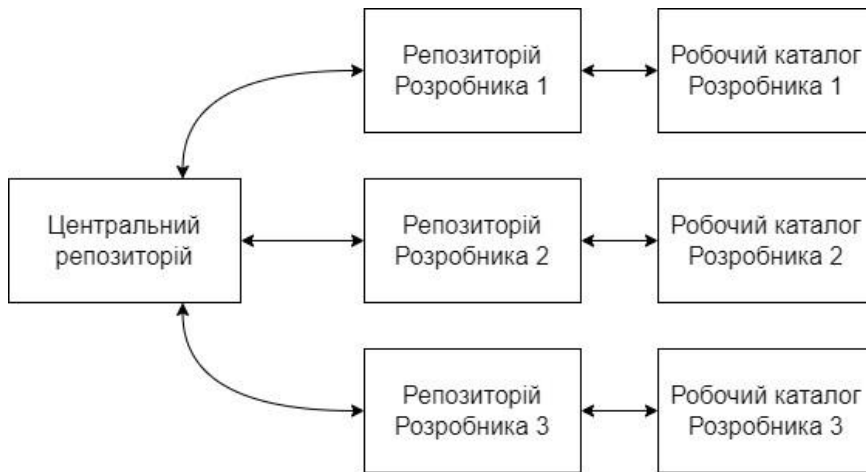 Репозиторій
Розробника 1
Робочий каталог
Розробника 1
Центральний
репозиторій
Репозиторій
Розробника 2
Робочий каталог
Розробника 2
Репозиторій
Розробника 3
Робочий каталог
Розробника 3